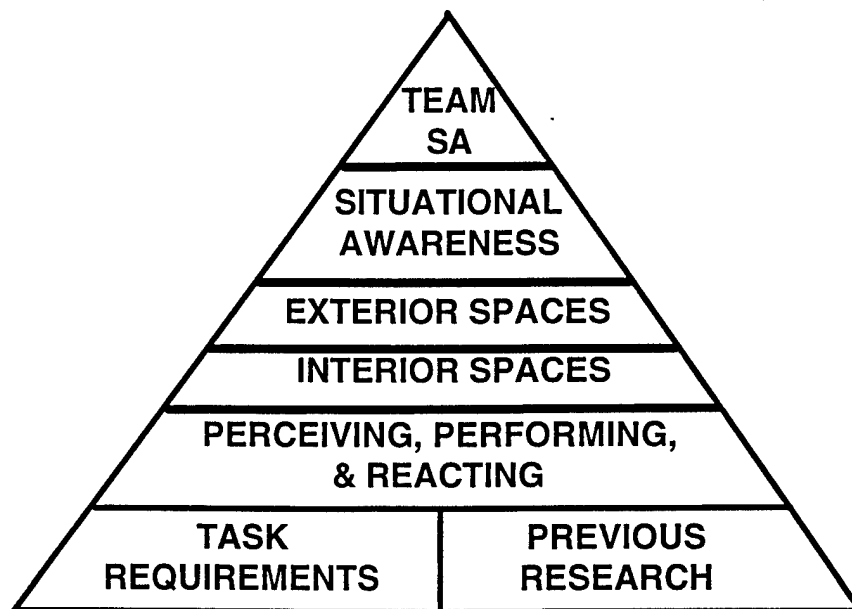 TEAM
SA
SITUATIONAL
AWARENESS
EXTERIOR SPACES
INTERIOR SPACES
PERCEIVING, PERFORMING,
& REACTING
TASK
REQUIREMENTS
PREVIOUS
RESEARCH